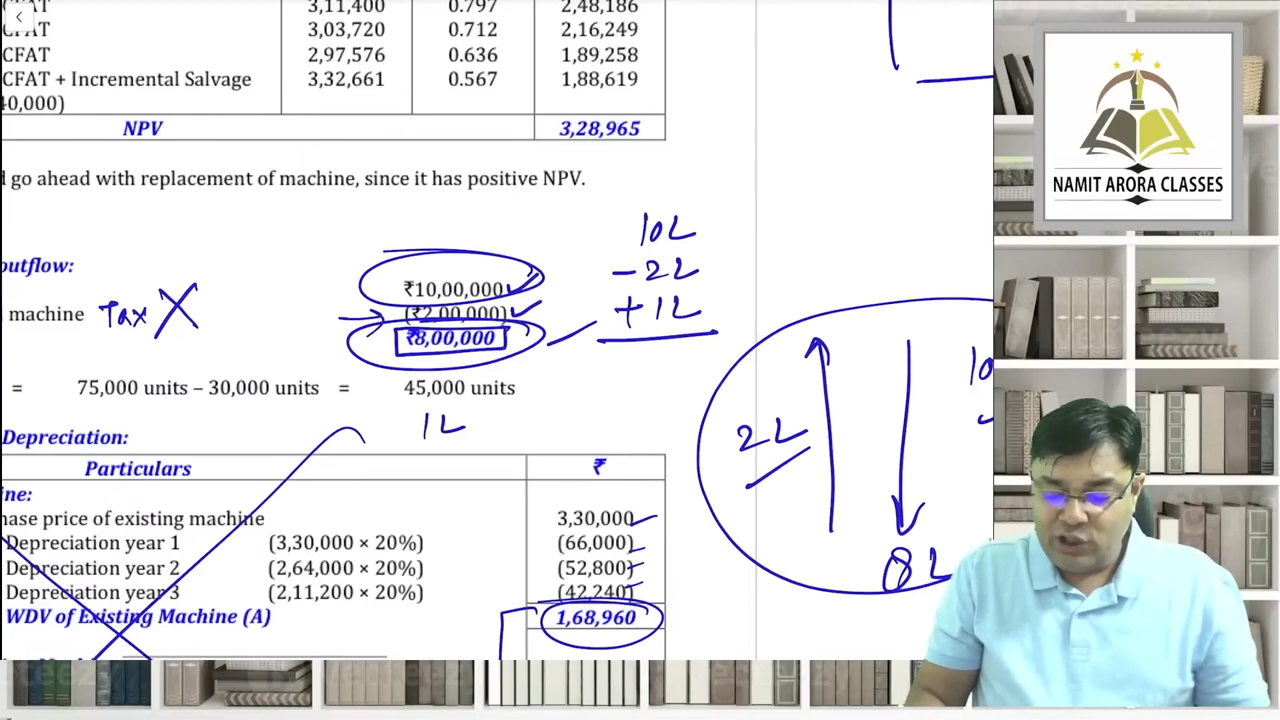 CFAT 3,11,400 0.797 2,48,186
CFAT 3,03,720 0.712 2,16,249
CFAT 2,97,576 0.636 1,89,258
CFAT + Incremental Salvage 3,32,661 0.567 1,88,619
40,000)
NPV 3,28,965
go ahead with replacement of machine, since it has positive NPV.
10L
- 2L
+ 1L
outflow:
₹10,00,000
machine Tax (₹2,00,000)
₹8,00,000
= 75,000 units – 30,000 units = 45,000 units
1L
Depreciation:
Particulars ₹
ine:
hase price of existing machine 3,30,000
Depreciation year 1 (3,30,000 × 20%) (66,000)
Depreciation year 2 (2,64,000 × 20%) (52,800)
Depreciation year 3 (2,11,200 × 20%) (42,240)
WDV of Existing Machine (A) 1,68,960
2L
10
8L
NAMIT ARORA CLASSES